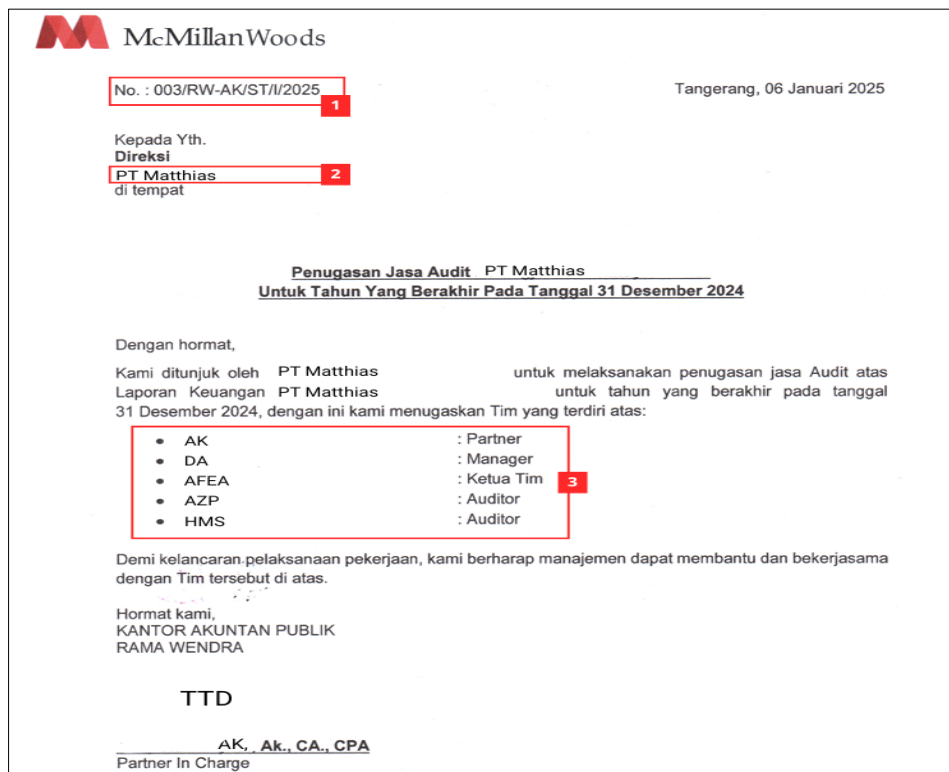 McMillanWoods
No. : 003/RW-AK/ST/I/2025
1
Tangerang, 06 Januari 2025
Kepada Yth.
Direksi
PT Matthias
2
di tempat
Penugasan Jasa Audit PT Matthias
Untuk Tahun Yang Berakhir Pada Tanggal 31 Desember 2024
Dengan hormat,
Kami ditunjuk oleh PT Matthias untuk melaksanakan penugasan jasa Audit atas
Laporan Keuangan PT Matthias untuk tahun yang berakhir pada tanggal
31 Desember 2024, dengan ini kami menugaskan Tim yang terdiri atas:
• AK : Partner
• DA : Manager
• AFEA : Ketua Tim
3
• AZP : Auditor
• HMS : Auditor
Demi kelancaran pelaksanaan pekerjaan, kami berharap manajemen dapat membantu dan bekerjasama
dengan Tim tersebut di atas.
Hormat kami,
KANTOR AKUNTAN PUBLIK
RAMA WENDRA
TTD
AK, Ak., CA., CPA
Partner In Charge